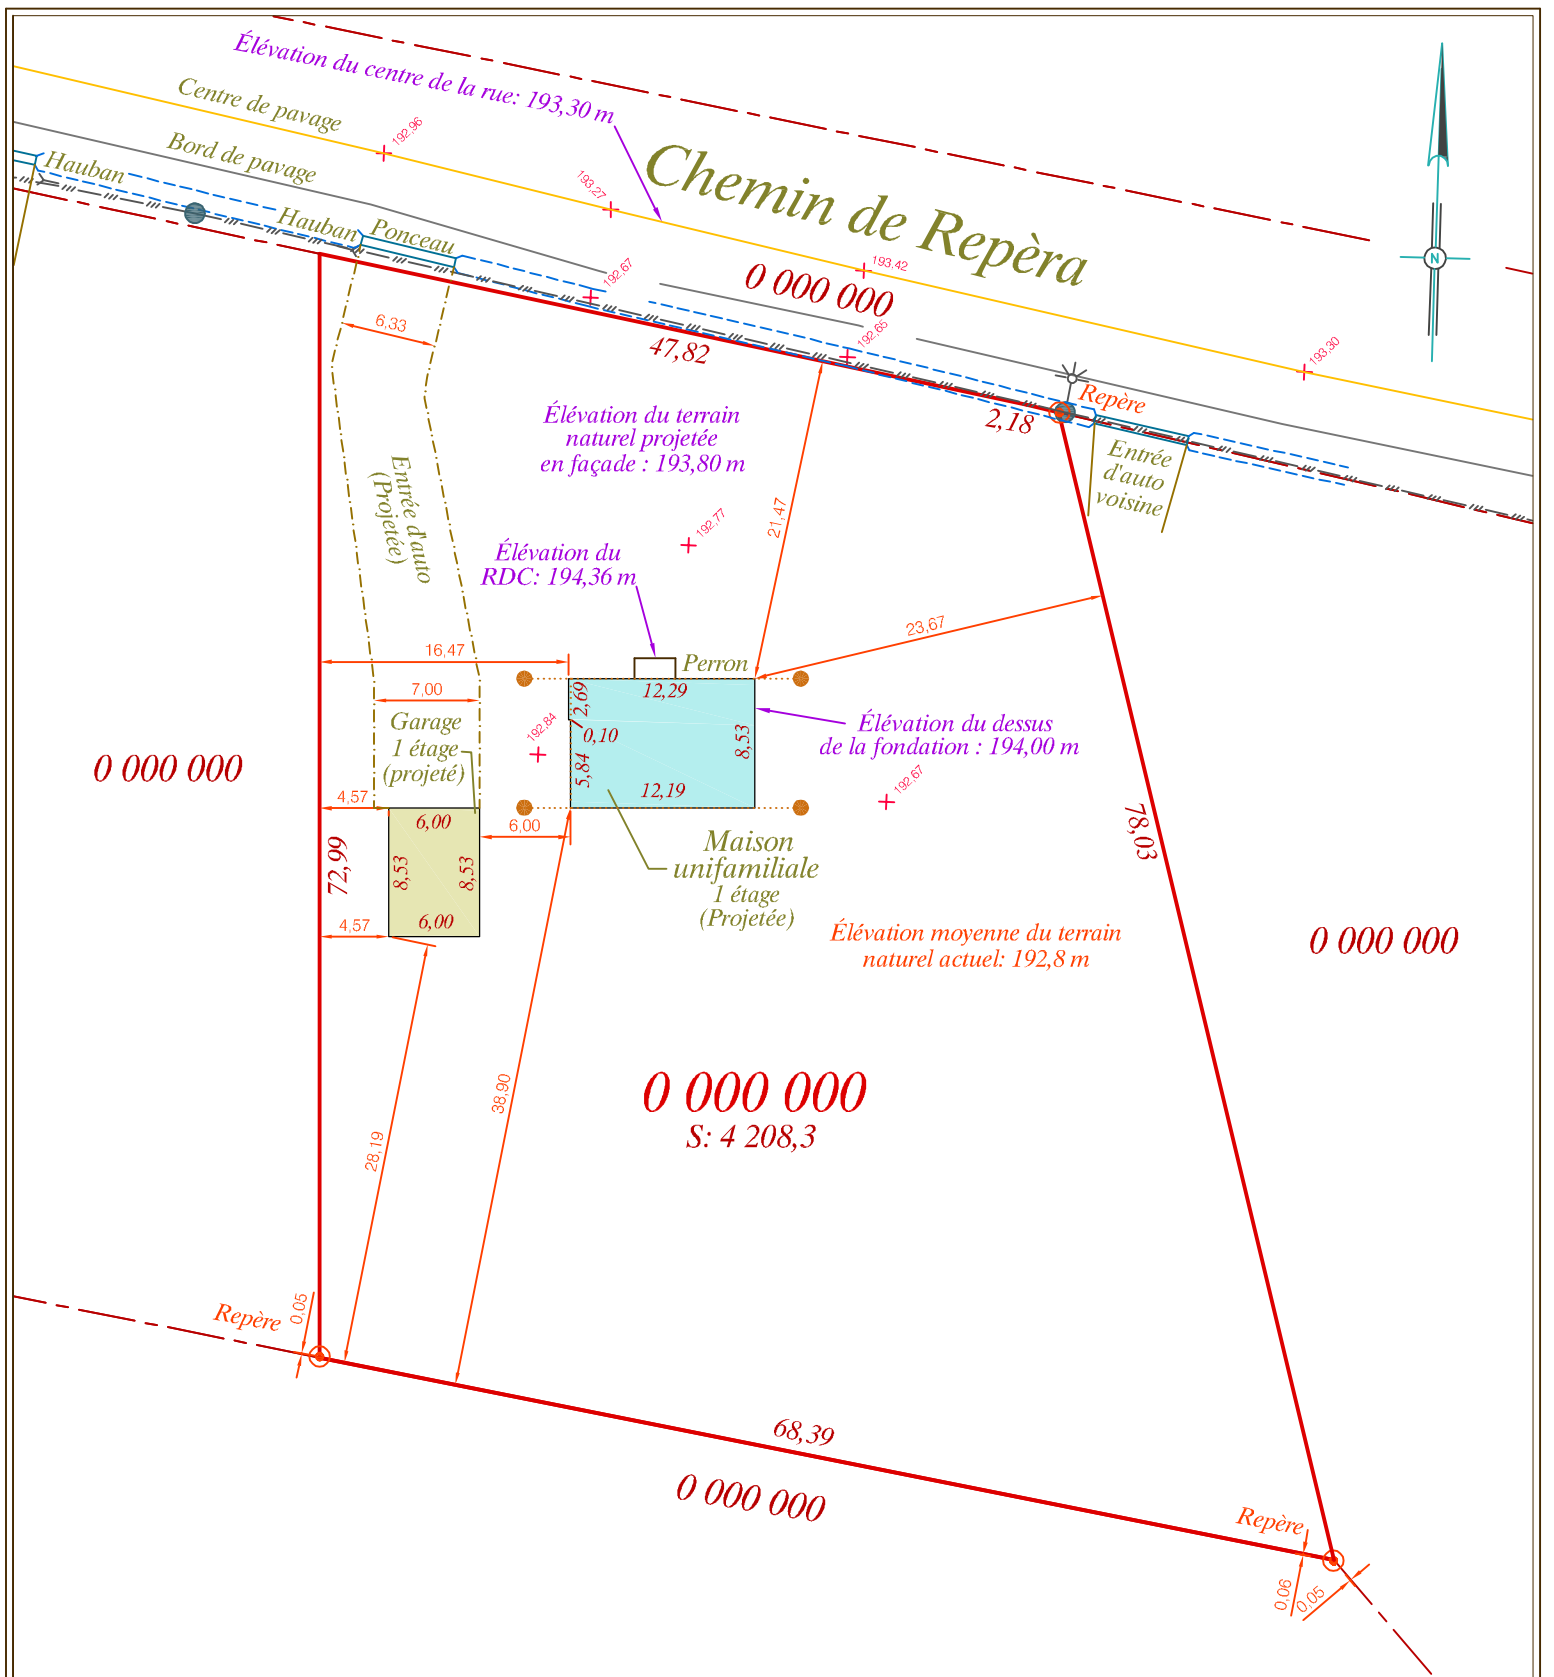 Élévation du centre de la rue: 193,30 m
Centre de pavage
192,96
Bord de pavage
Hauban
193,27
Chemin de Repèra
Hauban
Ponceau
192,67
193,42
0 000 000
N
6,33
47,82
192,65
193,30
Repère
2,18
Élévation du terrain
naturel projetée
en façade : 193,80 m
Entrée
d'auto
voisine
Entrée d'auto
(Projetée)
192,77
21,47
Élévation du
RDC: 194,36 m
23,67
16,47
Perron
7,00
12,29
2,69
Garage
1 étage
(projeté)
192,84
0,10
8,53
Élévation du dessus
de la fondation : 194,00 m
0 000 000
5,84
12,19
192,67
4,57
6,00
6,00
78,03
72,99
8,53
8,53
Maison
unifamiliale
1 étage
(Projetée)
4,57
6,00
Élévation moyenne du terrain
naturel actuel: 192,8 m
0 000 000
38,90
0 000 000
S: 4 208,3
28,19
0,05
Repère
68,39
0 000 000
Repère
0,06
0,05